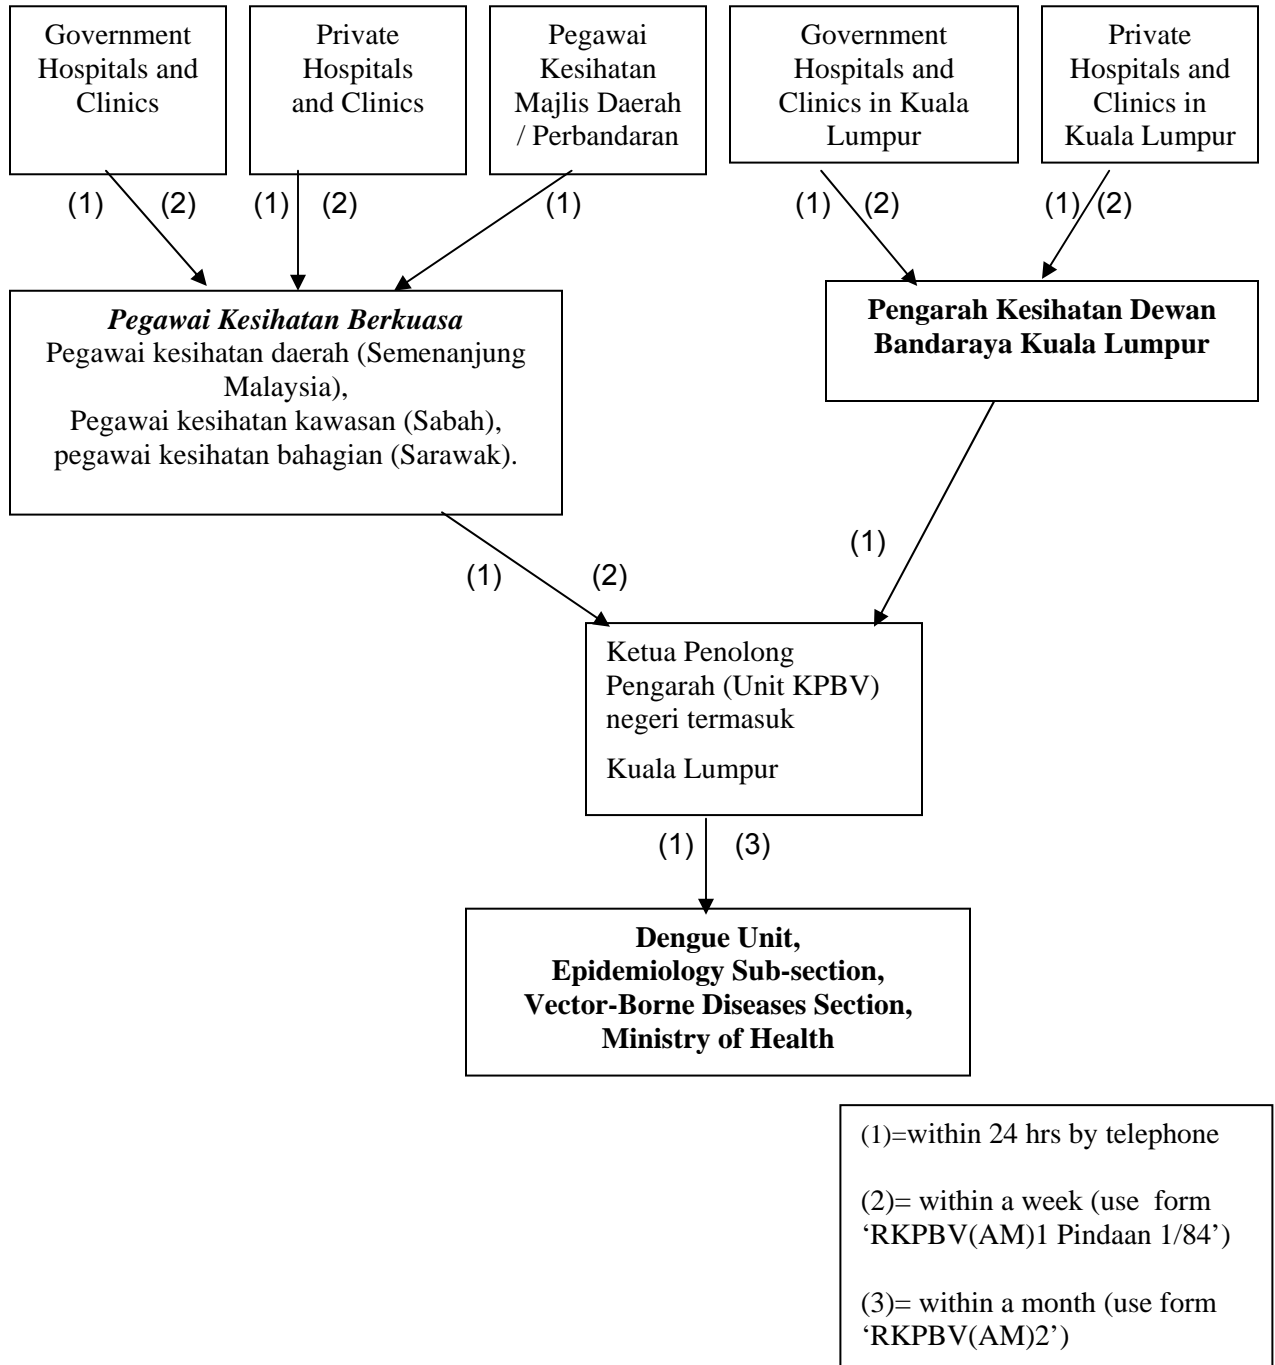 Government
Hospitals and
Clinics
Private
Hospitals
and Clinics
Pegawai
Kesihatan
Majlis Daerah
/ Perbandaran
Government
Hospitals and
Clinics in Kuala
Lumpur
Private
Hospitals and
Clinics in
Kuala Lumpur
(1) (2)
(1) (2)
(1)
(1) (2)
(1) (2)
Pegawai Kesihatan Berkuasa
Pegawai kesihatan daerah (Semenanjung
Malaysia),
Pegawai kesihatan kawasan (Sabah),
pegawai kesihatan bahagian (Sarawak).
Pengarah Kesihatan Dewan
Bandaraya Kuala Lumpur
(1) (2)
(1)
Ketua Penolong
Pengarah (Unit KPBV)
negeri termasuk
Kuala Lumpur
(1) (3)
Dengue Unit,
Epidemiology Sub-section,
Vector-Borne Diseases Section,
Ministry of Health
(1)=within 24 hrs by telephone
(2)= within a week (use form
‘RKPBV(AM)1 Pindaan 1/84’)
(3)= within a month (use form
‘RKPBV(AM)2’)